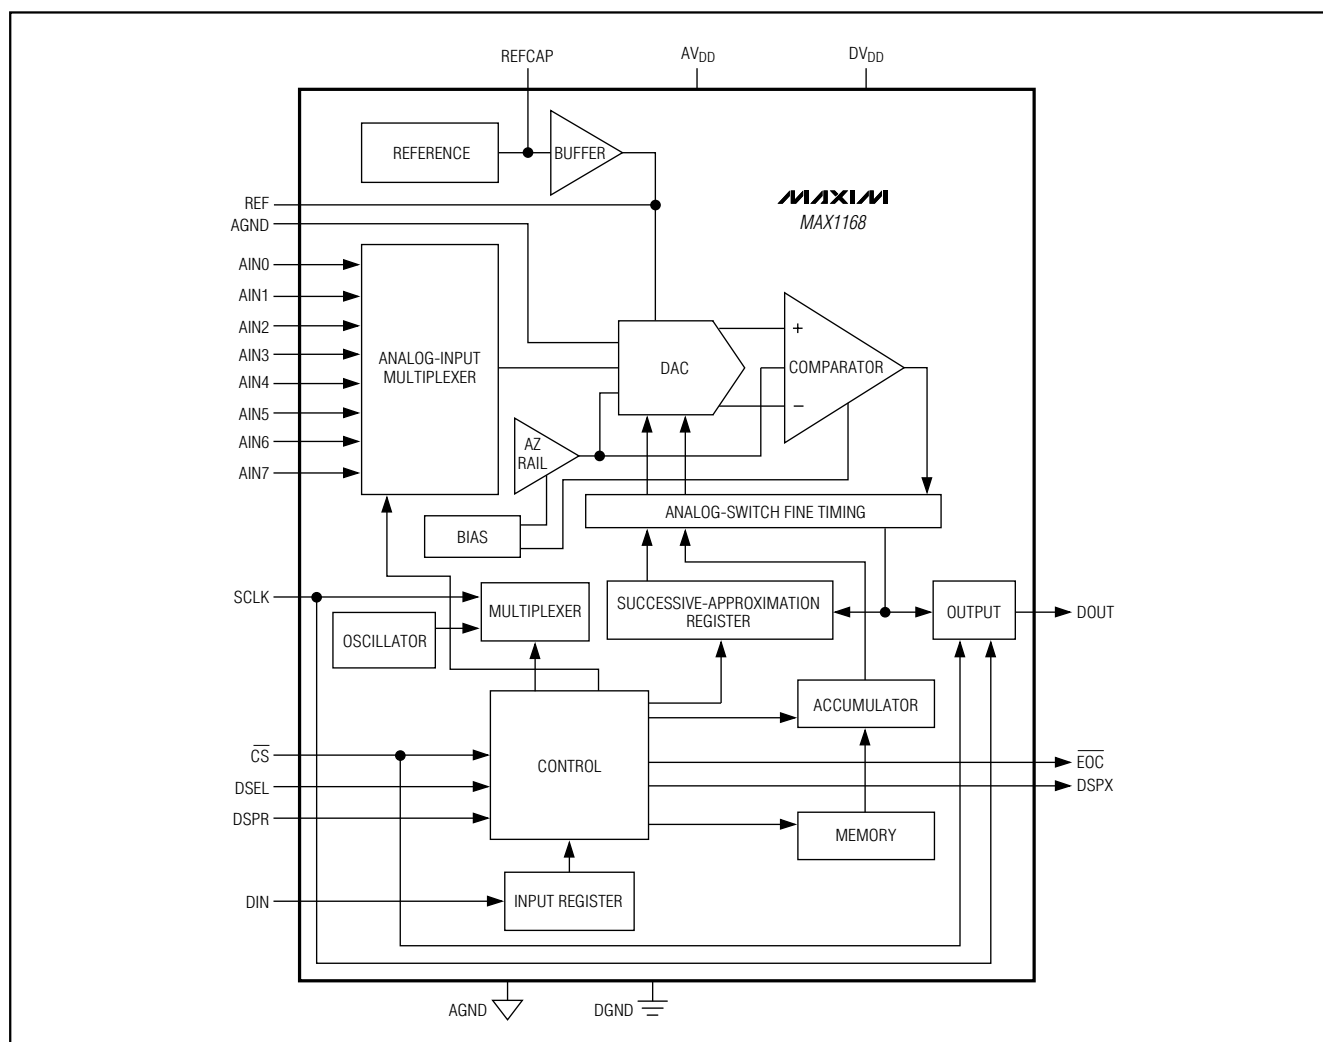 REFCAP
AVDD
DVDD
REFERENCE
BUFFER
MAXIM
MAX1168
REF
AGND
AIN0
AIN1
AIN2
AIN3
AIN4
AIN5
AIN6
AIN7
ANALOG-INPUT
MULTIPLEXER
DAC
+
COMPARATOR
−
AZ
RAIL
BIAS
ANALOG-SWITCH FINE TIMING
SCLK
MULTIPLEXER
OSCILLATOR
SUCCESSIVE-APPROXIMATION
REGISTER
OUTPUT
DOUT
ACCUMULATOR
CS
DSEL
DSPR
CONTROL
EOC
DSPX
MEMORY
DIN
INPUT REGISTER
AGND
DGND